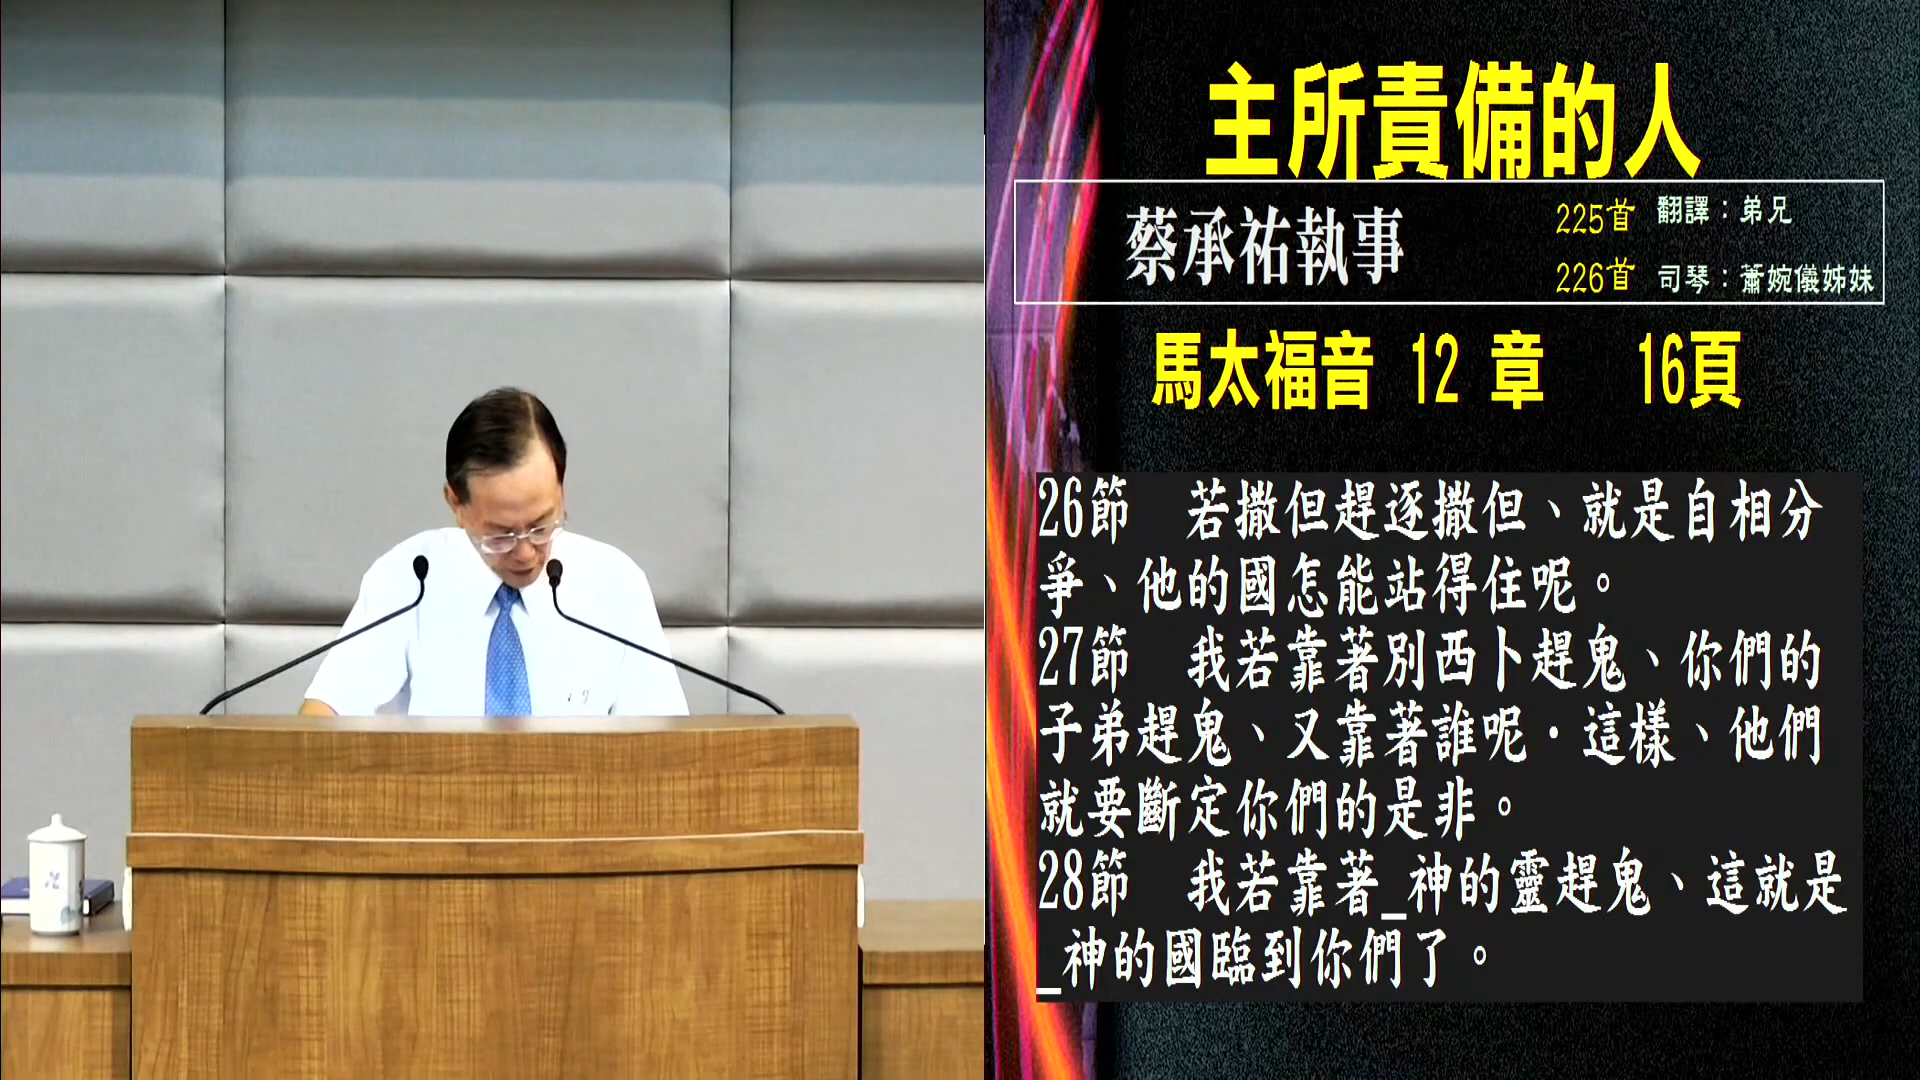 主所責備的人
蔡承祐執事
225首 翻譯：弟兄
226首 司琴：蕭婉儀姊妹
馬太福音 12 章 16頁
26節 若撒但趕逐撒但、就是自相分
爭、他的國怎能站得住呢。
27節 我若靠著別西卜趕鬼、你們的
子弟趕鬼、又靠著誰呢．這樣、他們
就要斷定你們的是非。
28節 我若靠著_神的靈趕鬼、這就是
_神的國臨到你們了。